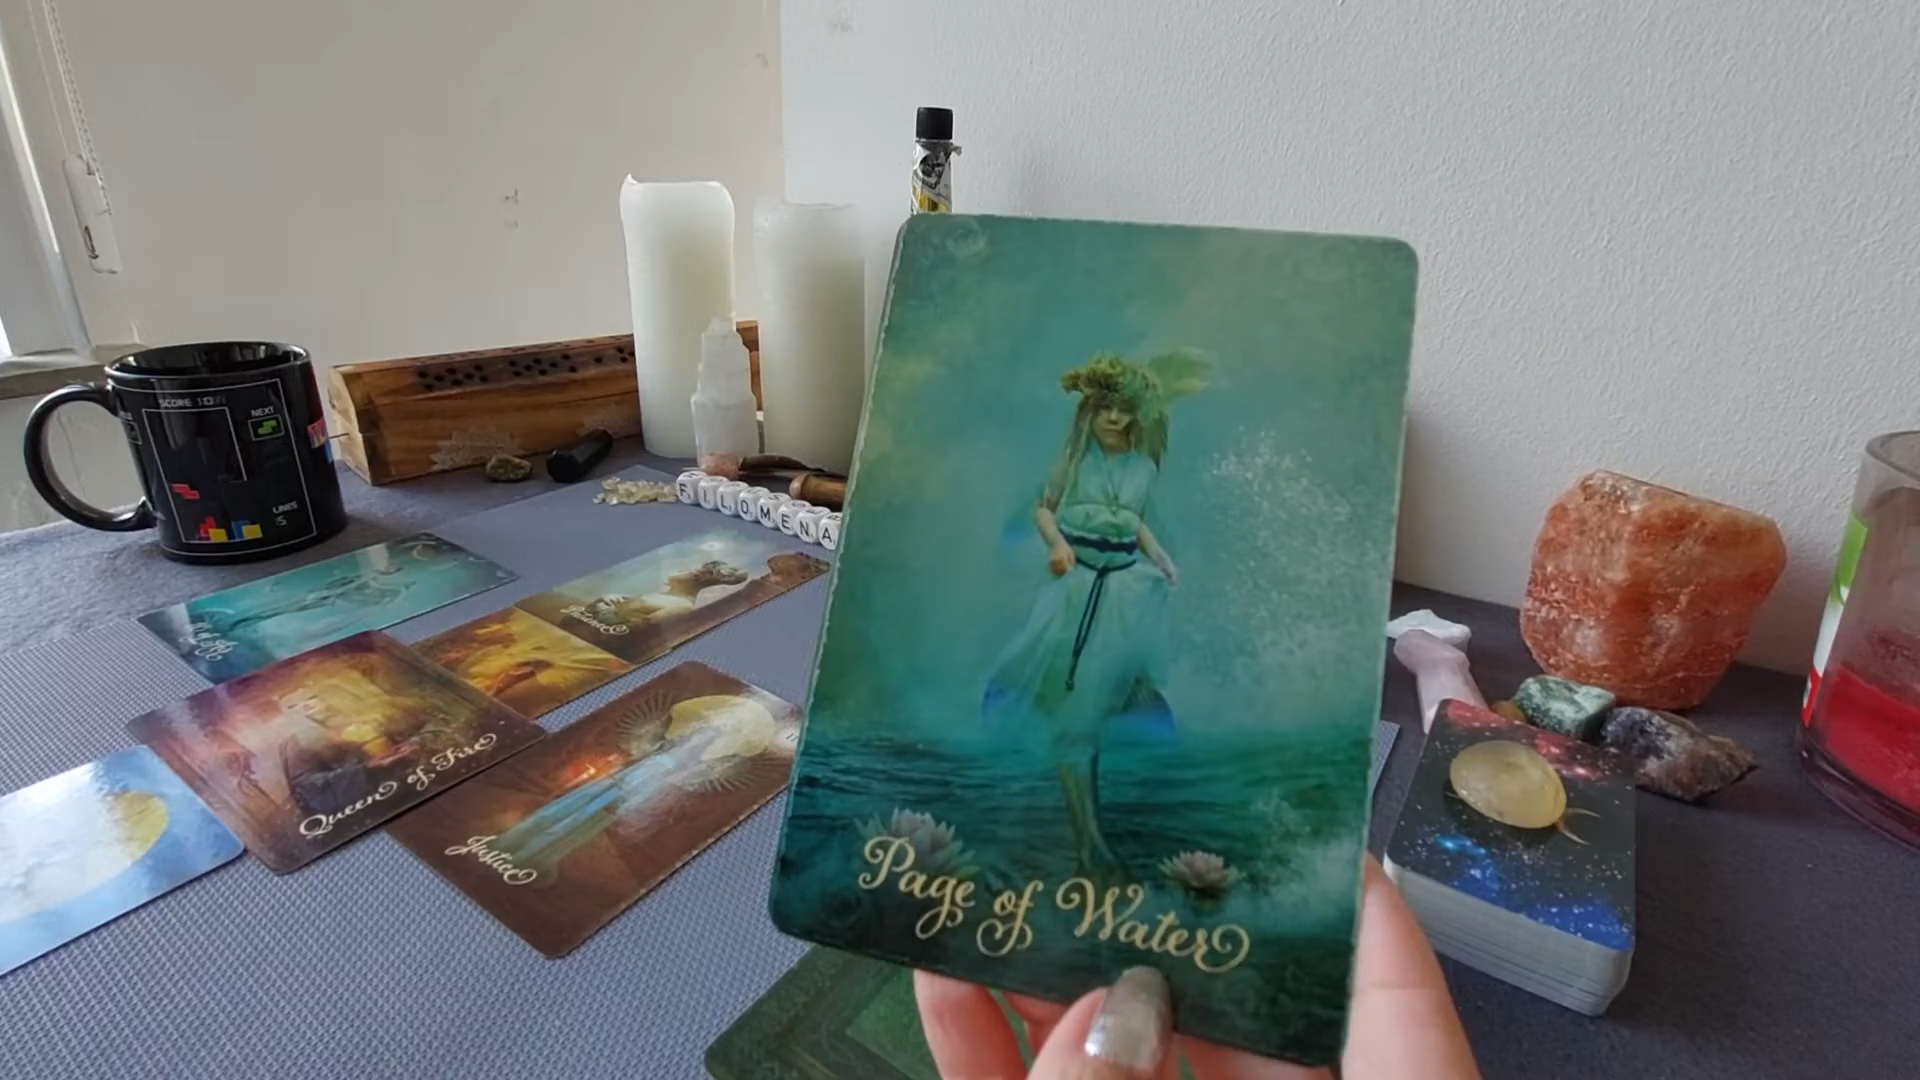 SCORE
NEXT
LINES
FILOMENA
Queen of Fire
Justice
Page of Water